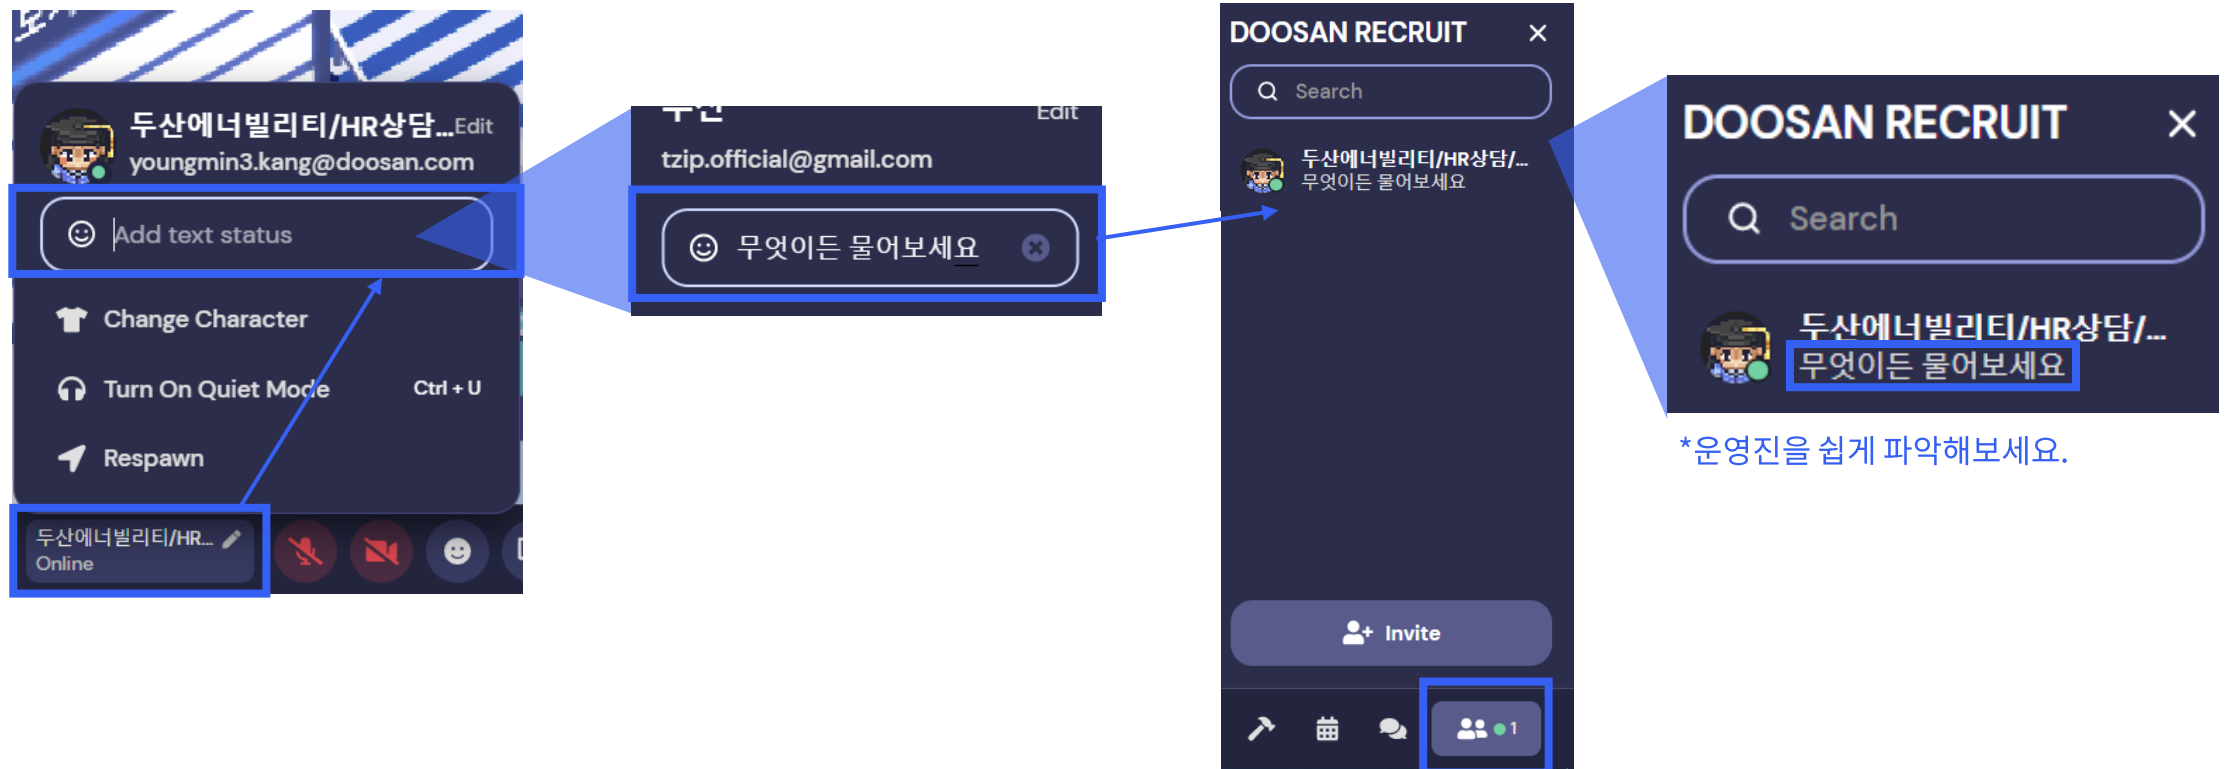 두산에너빌리티/HR상담...Edit
youngmin3.kang@doosan.com
Add text status
Change Character
Turn On Quiet Mode Ctrl + U
Respawn
두산에너빌리티/HR...
Online
Edit
tzip.official@gmail.com
무엇이든 물어보세요
DOOSAN RECRUIT
Search
두산에너빌리티/HR상담/...
무엇이든 물어보세요
Invite
1
DOOSAN RECRUIT
Search
두산에너빌리티/HR상담/...
무엇이든 물어보세요
*운영진을 쉽게 파악해보세요.